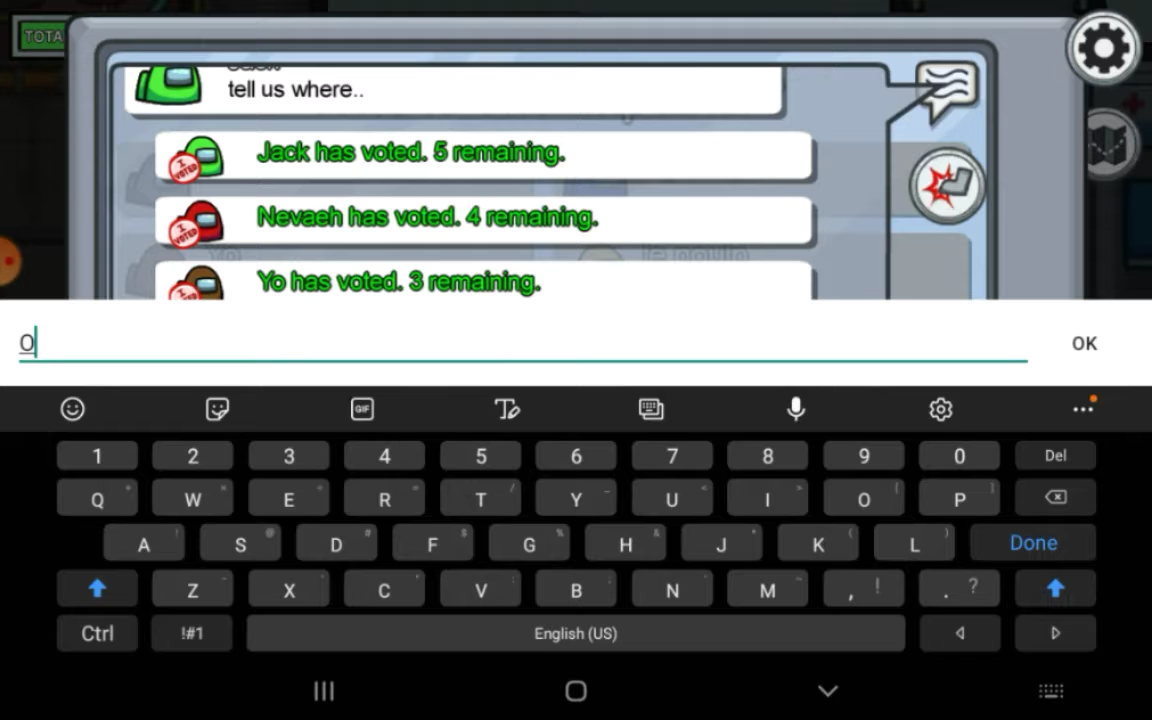 TOTA
tell us where..
Jack has voted. 5 remaining.
Nevaeh has voted. 4 remaining.
Yo has voted. 3 remaining.
O
OK
GIF
1 2 3 4 5 6 7 8 9 0 Del
Q W E R T Y U I O P
A S D F G H J K L Done
Z X C V B N M , ! . ?
Ctrl !#1 English (US)